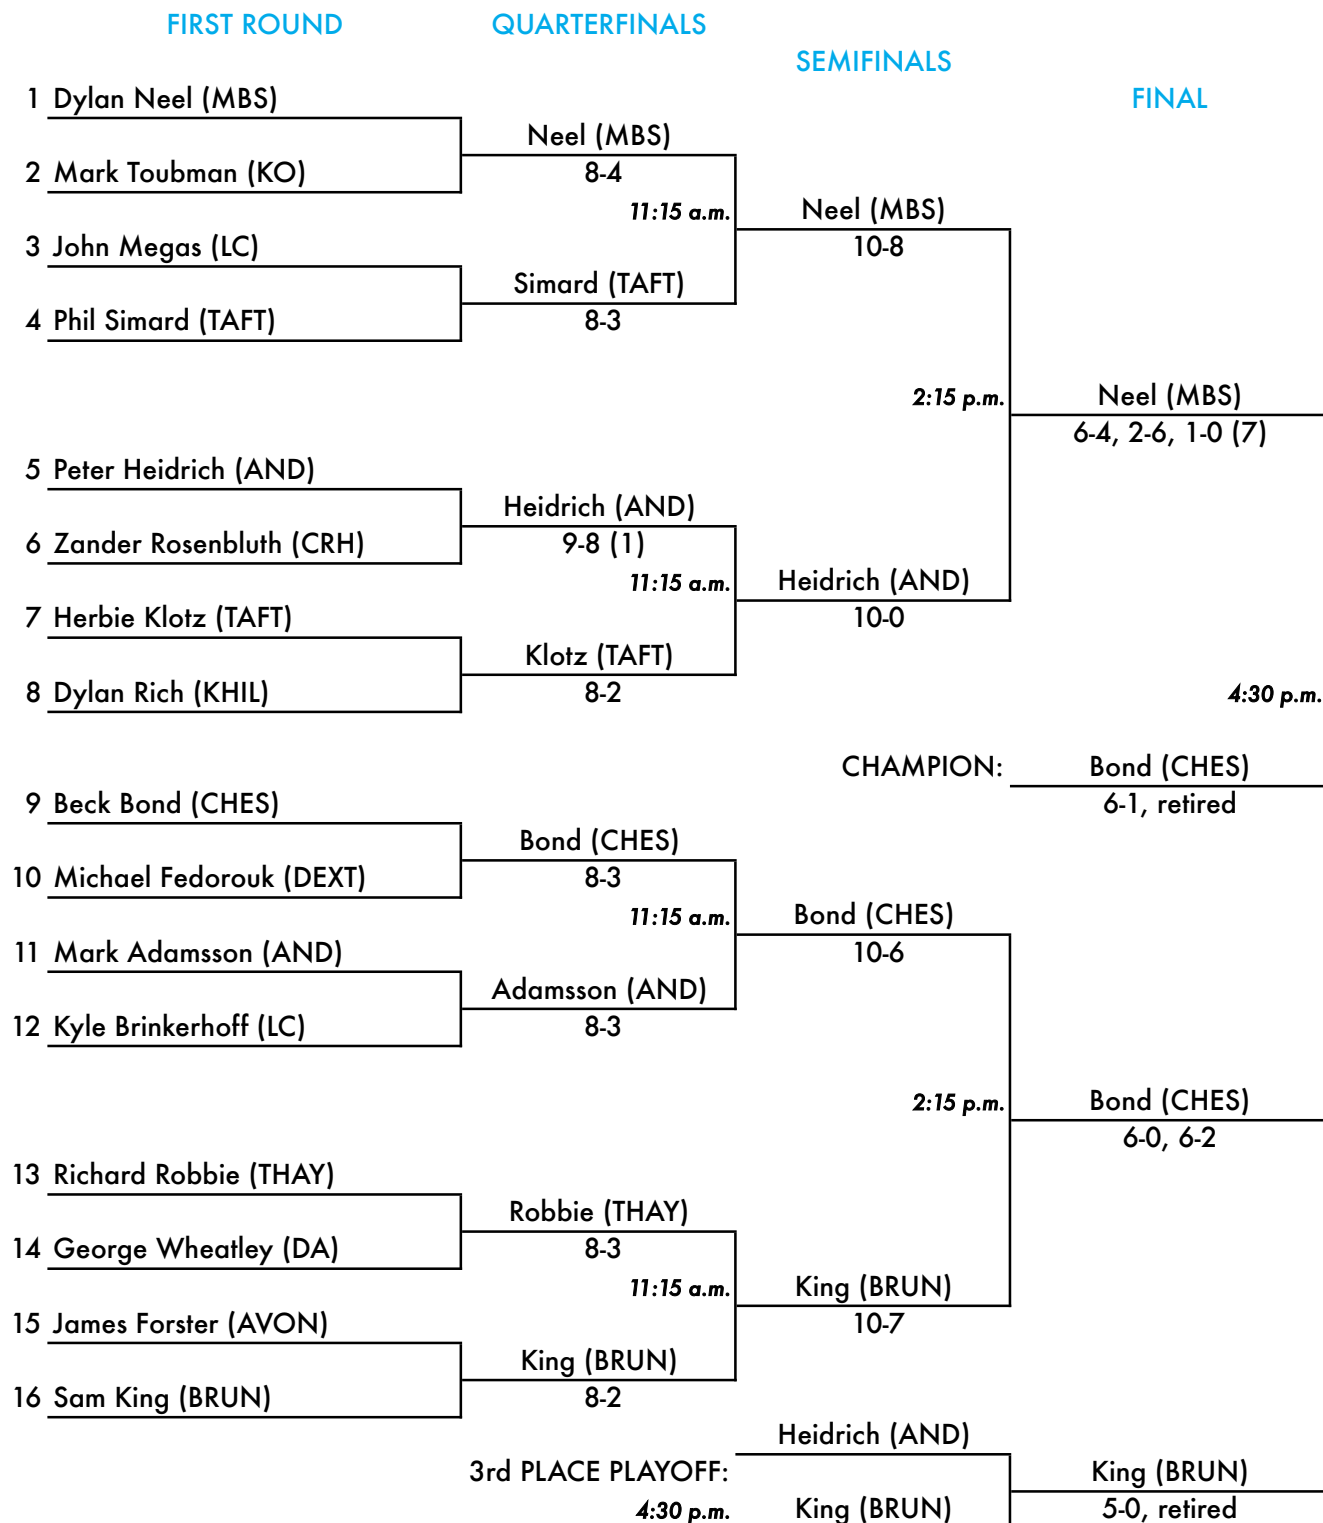 FIRST ROUND
QUARTERFINALS
SEMIFINALS
FINAL
1 Dylan Neel (MBS)
Neel (MBS)
2 Mark Toubman (KO)
8-4
11:15 a.m.
Neel (MBS)
3 John Megas (LC)
10-8
Simard (TAFT)
4 Phil Simard (TAFT)
8-3
2:15 p.m.
Neel (MBS)
6-4, 2-6, 1-0 (7)
5 Peter Heidrich (AND)
Heidrich (AND)
6 Zander Rosenbluth (CRH)
9-8 (1)
11:15 a.m.
Heidrich (AND)
7 Herbie Klotz (TAFT)
10-0
Klotz (TAFT)
8 Dylan Rich (KHIL)
8-2
4:30 p.m.
CHAMPION:
Bond (CHES)
9 Beck Bond (CHES)
6-1, retired
Bond (CHES)
10 Michael Fedorouk (DEXT)
8-3
11:15 a.m.
Bond (CHES)
11 Mark Adamsson (AND)
10-6
Adamsson (AND)
12 Kyle Brinkerhoff (LC)
8-3
2:15 p.m.
Bond (CHES)
6-0, 6-2
13 Richard Robbie (THAY)
Robbie (THAY)
14 George Wheatley (DA)
8-3
11:15 a.m.
King (BRUN)
15 James Forster (AVON)
10-7
King (BRUN)
16 Sam King (BRUN)
8-2
Heidrich (AND)
3rd PLACE PLAYOFF:
King (BRUN)
4:30 p.m.
King (BRUN)
5-0, retired